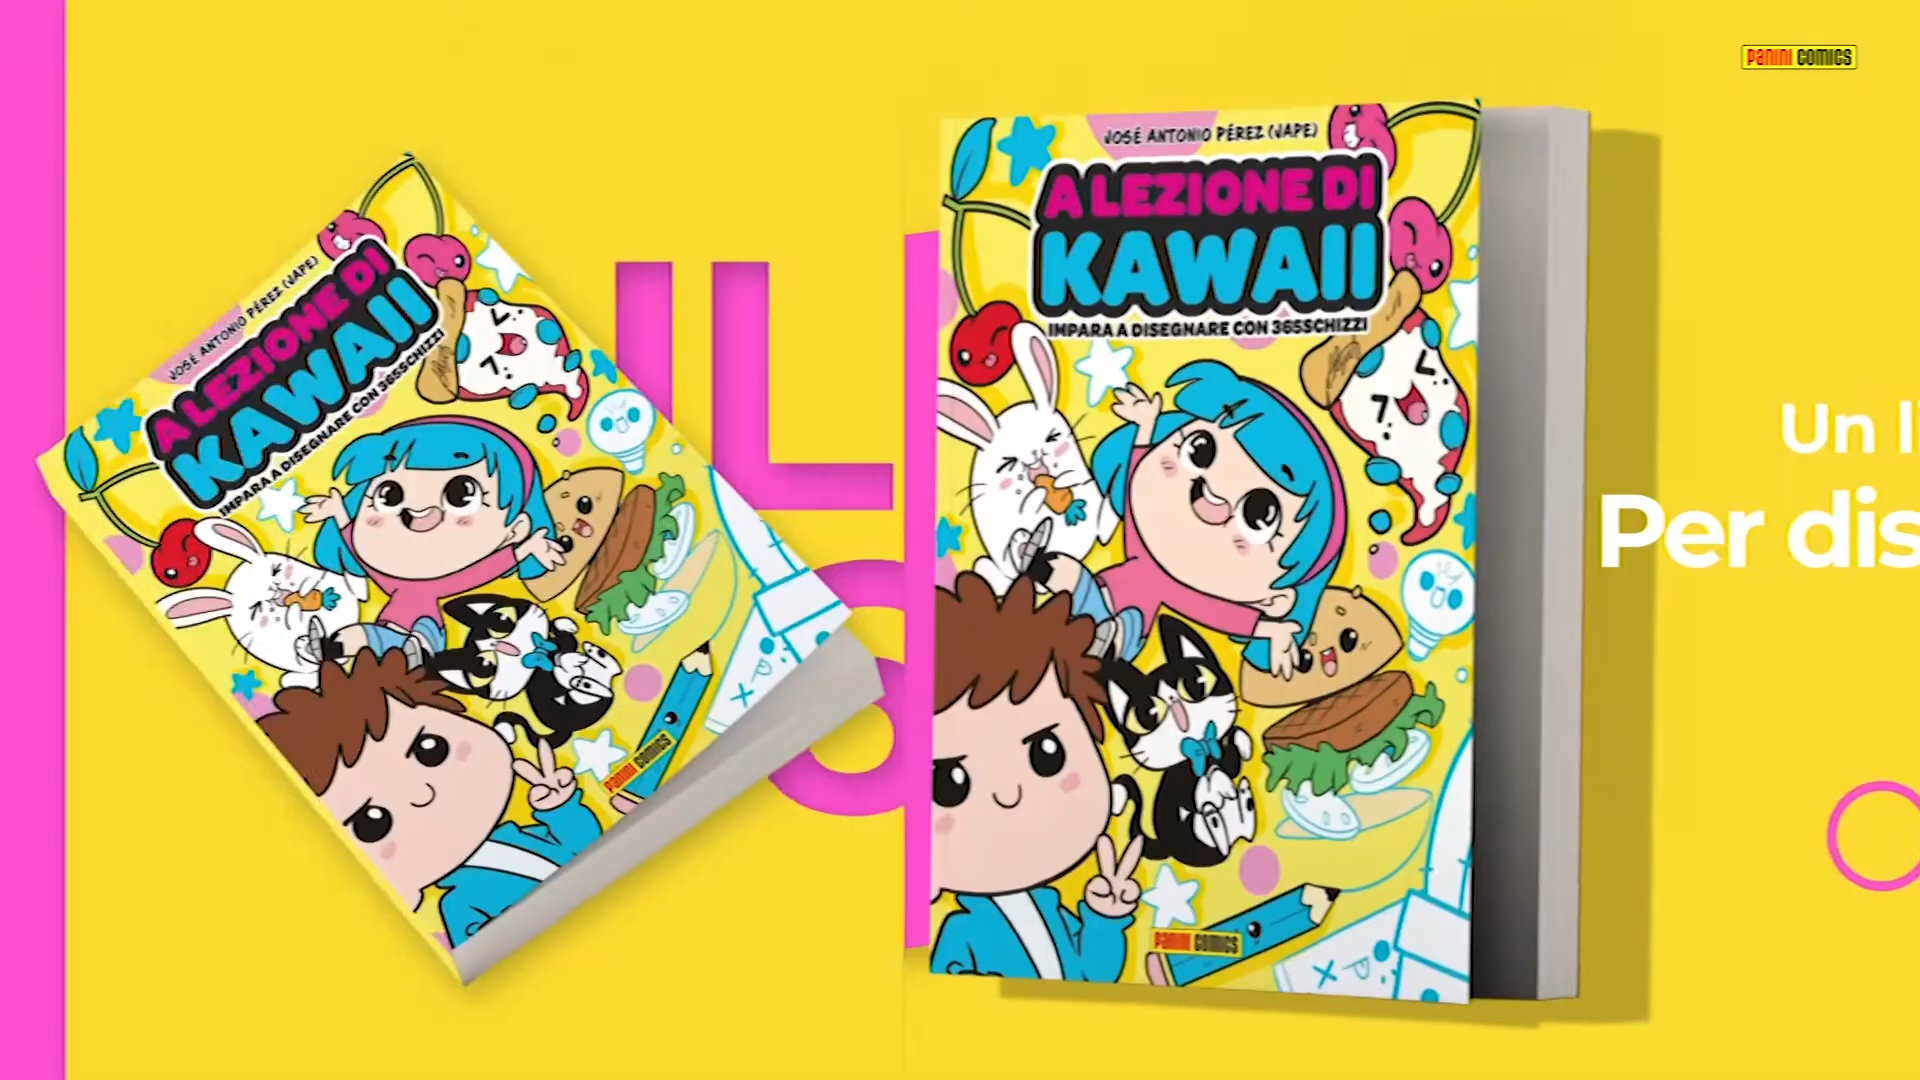 PANINI COMICS
JOSÉ ANTONIO PÉREZ (JAPE)
A LEZIONE DI
KAWAII
IMPARA A DISEGNARE CON 365SCHIZZI
PANINI COMICS
IL
JOSÉ ANTONIO PÉREZ (JAPE)
A LEZIONE DI
KAWAII
IMPARA A DISEGNARE CON 365SCHIZZI
PANINI COMICS
Un
Per dis